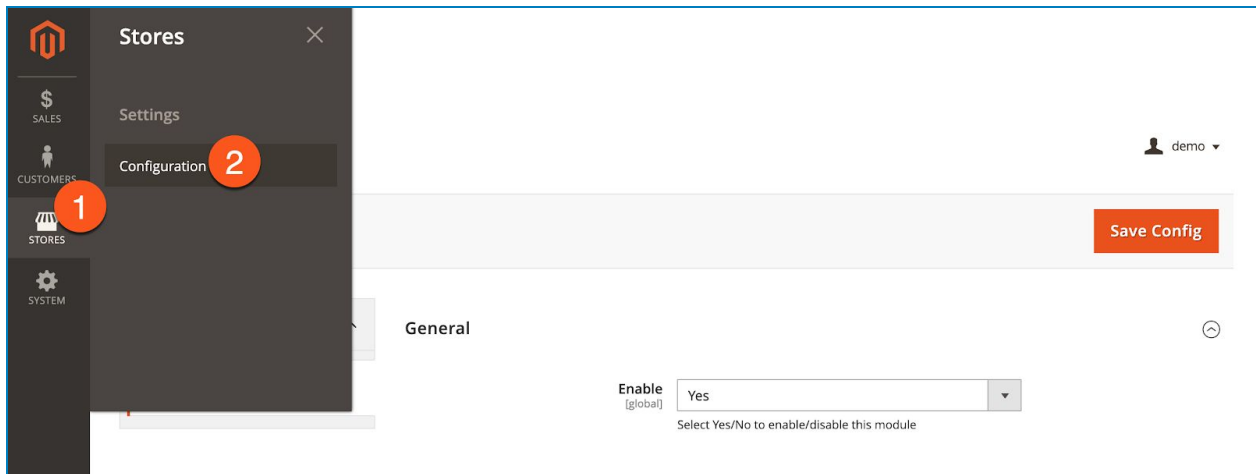 Stores
$
SALES
Settings
demo
Configuration 2
CUSTOMERS
1
STORES
Save Config
SYSTEM
General
Enable
[global]
Yes
Select Yes/No to enable/disable this module